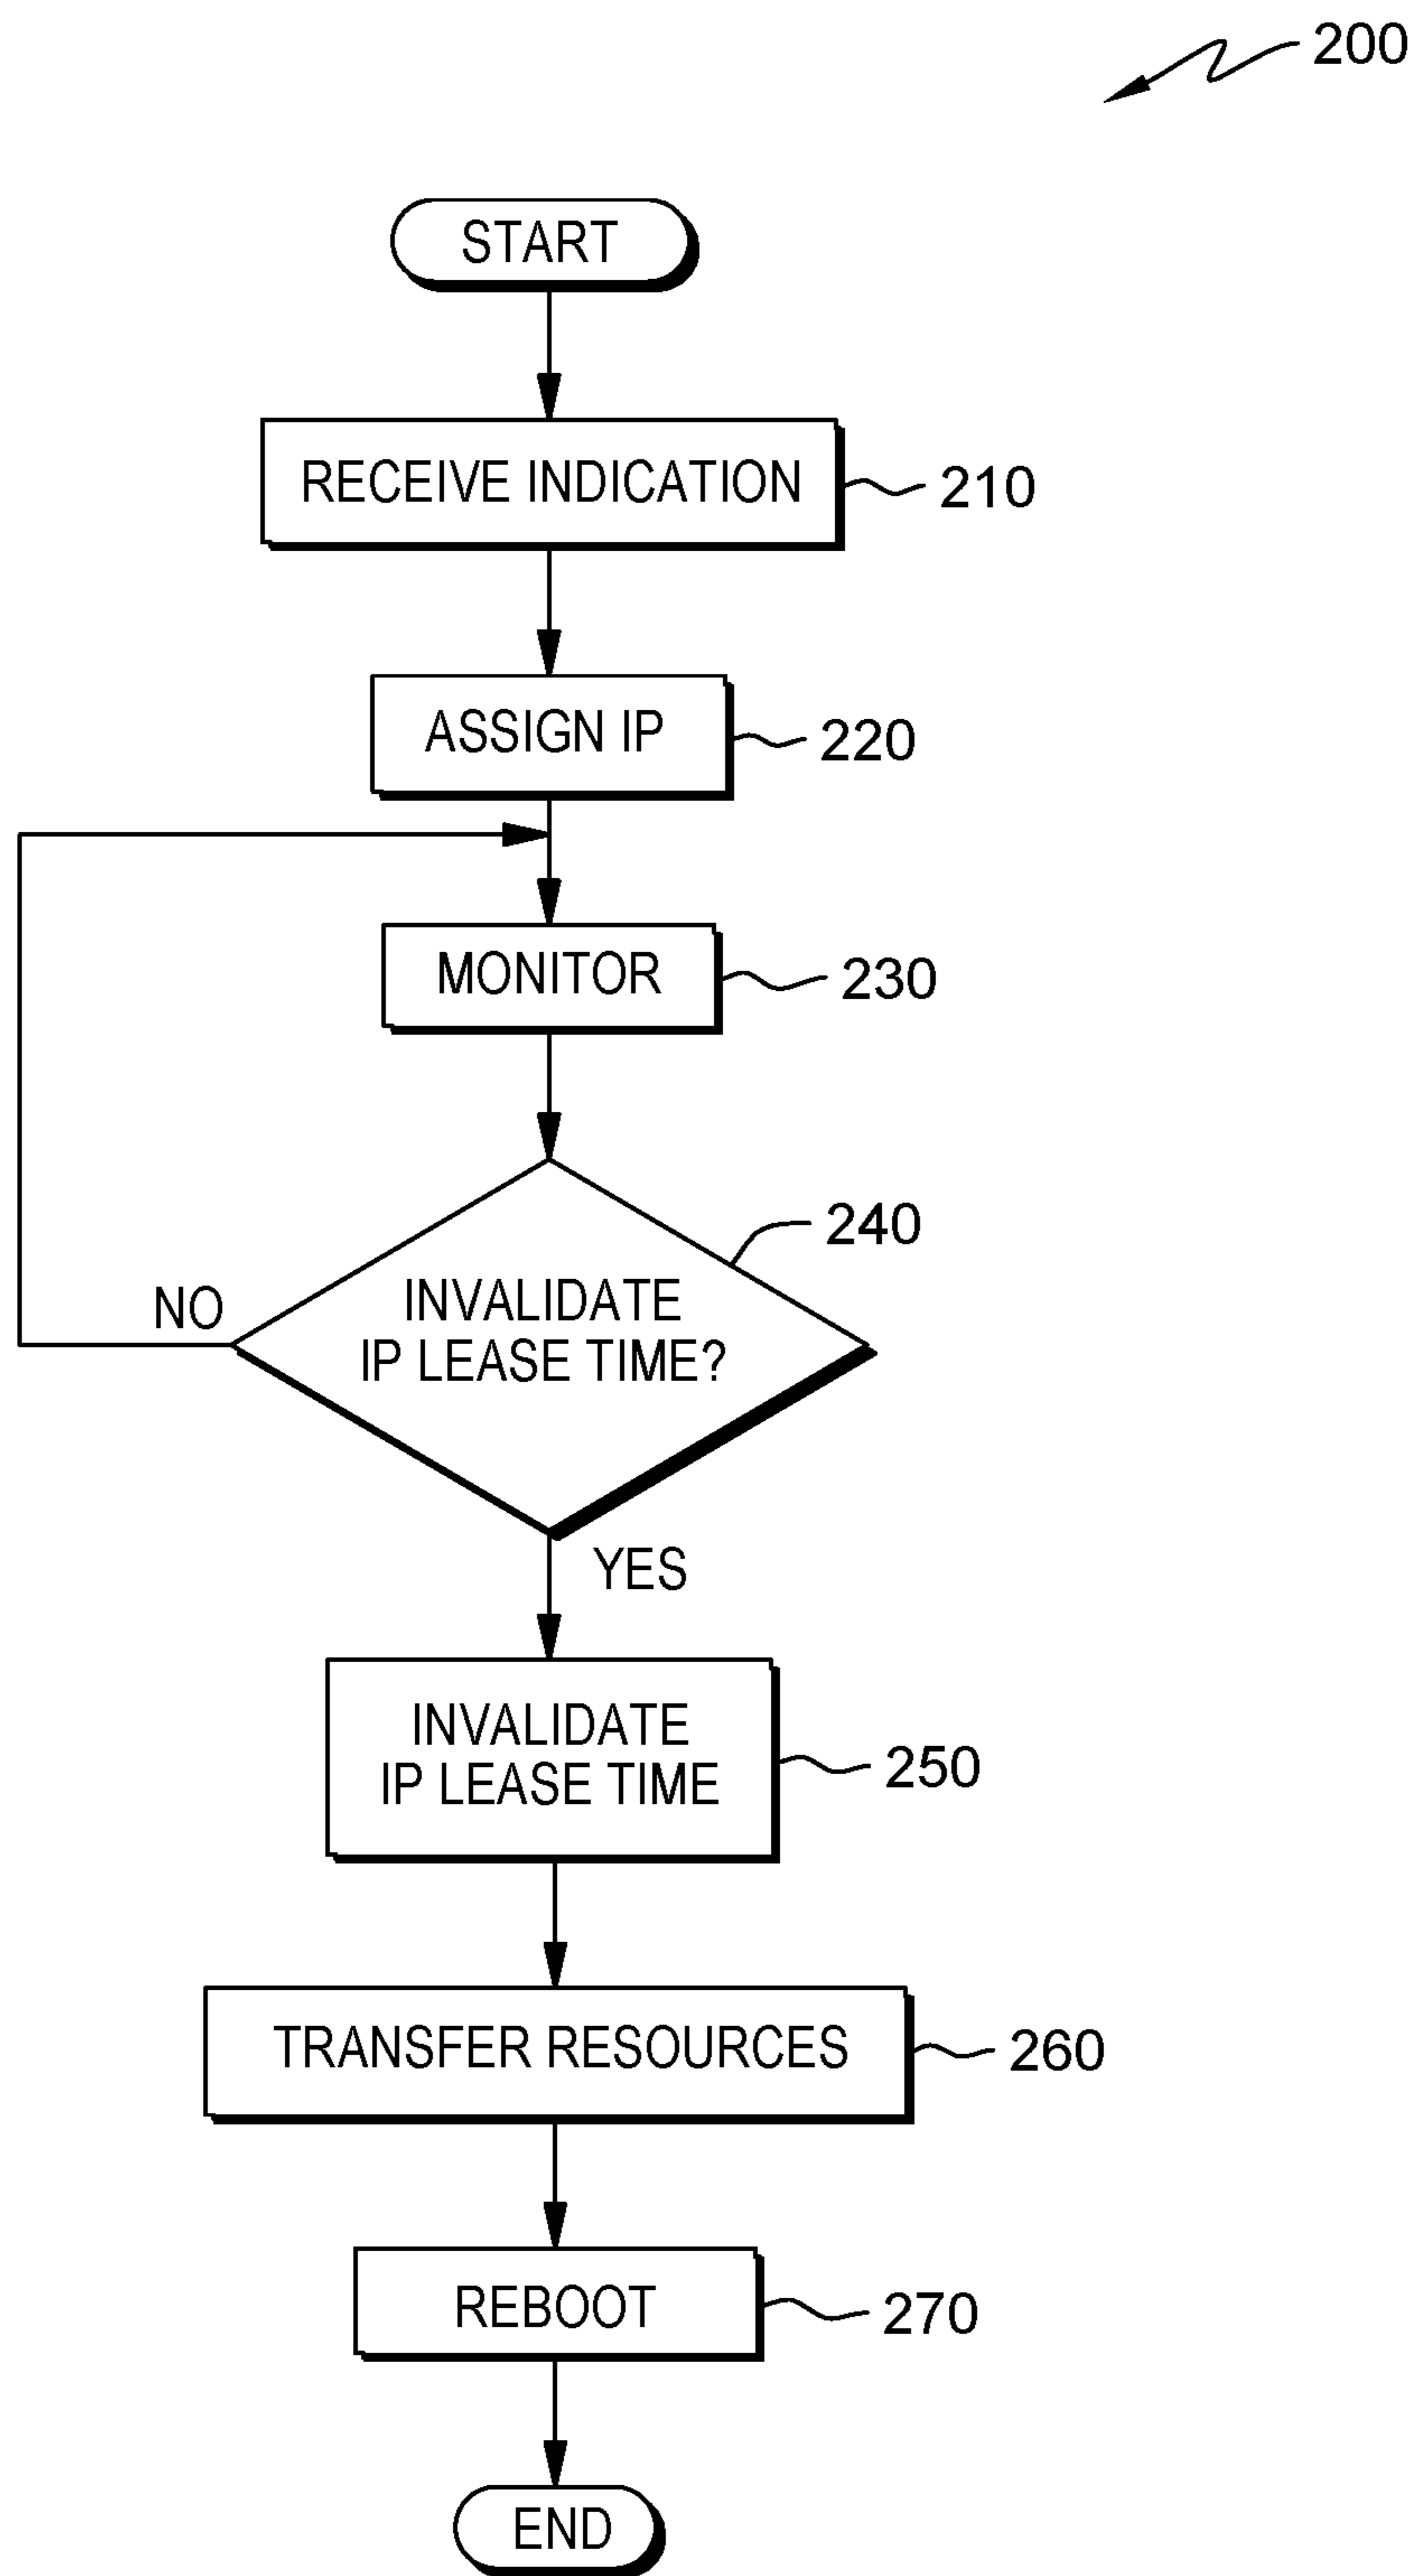 200
START
RECEIVE INDICATION
210
ASSIGN IP
220
MONITOR
230
240
INVALIDATE
IP LEASE TIME?
NO
YES
INVALIDATE
IP LEASE TIME
250
TRANSFER RESOURCES
260
REBOOT
270
END